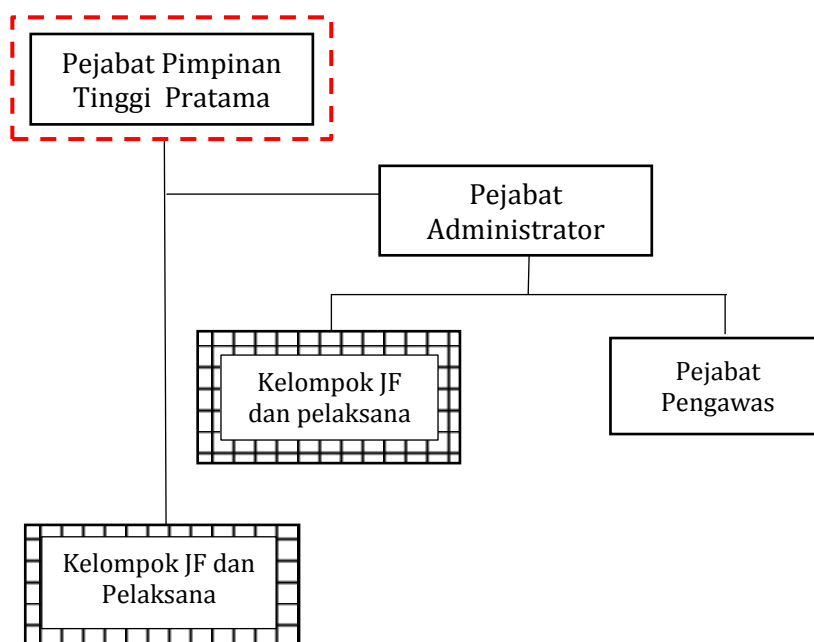 Pejabat Pimpinan
Tinggi Pratama
Pejabat
Administrator
Kelompok JF
dan pelaksana
Pejabat
Pengawas
Kelompok JF dan
Pelaksana